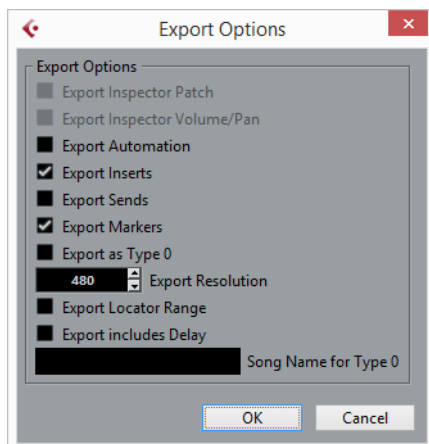 Export Options
Export Options
Export Inspector Patch
Export Inspector Volume/Pan
Export Automation
Export Inserts
Export Sends
Export Markers
Export as Type 0
480 Export Resolution
Export Locator Range
Export includes Delay
Song Name for Type 0
OK Cancel